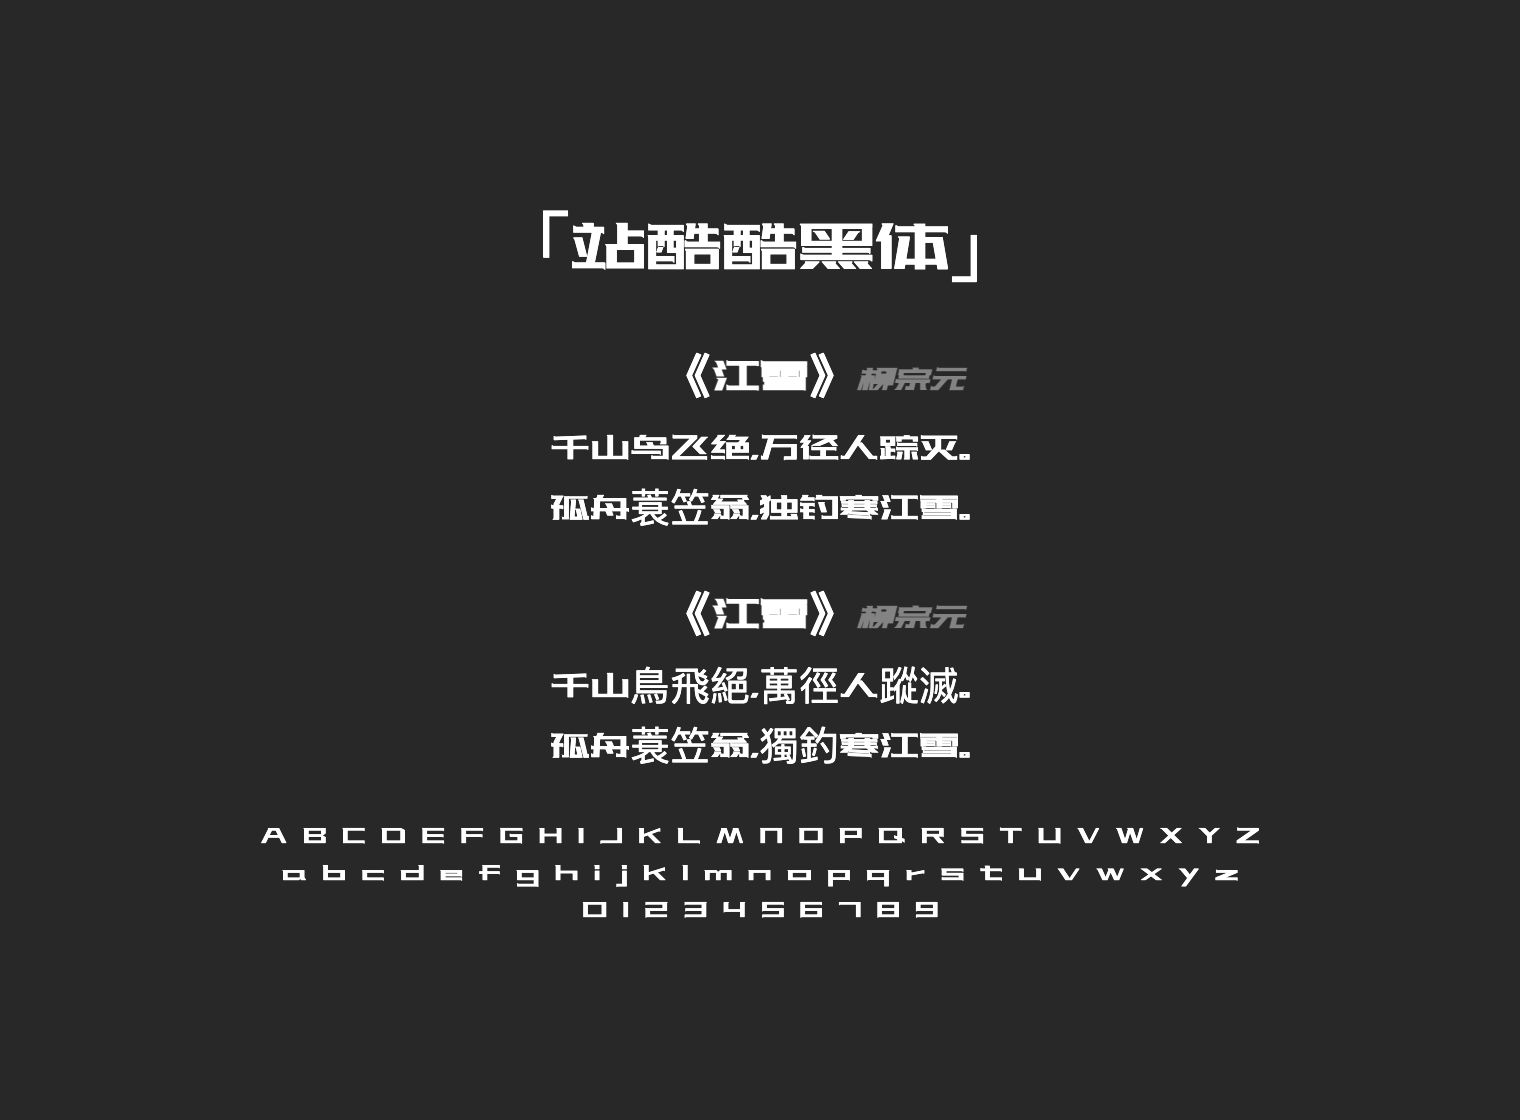 「站酷酷黑体」
《江雪》 柳宗元
千山鸟飞绝,万径人踪灭。
孤舟蓑笠翁,独钓寒江雪。
《江雪》 柳宗元
千山鳥飛絕,萬徑人蹤滅。
孤舟蓑笠翁,獨釣寒江雪。
A B C D E F G H I J K L M N O P Q R S T U V W X Y Z
a b c d e f g h i j k l m n o p q r s t u v w x y z
0 1 2 3 4 5 6 7 8 9